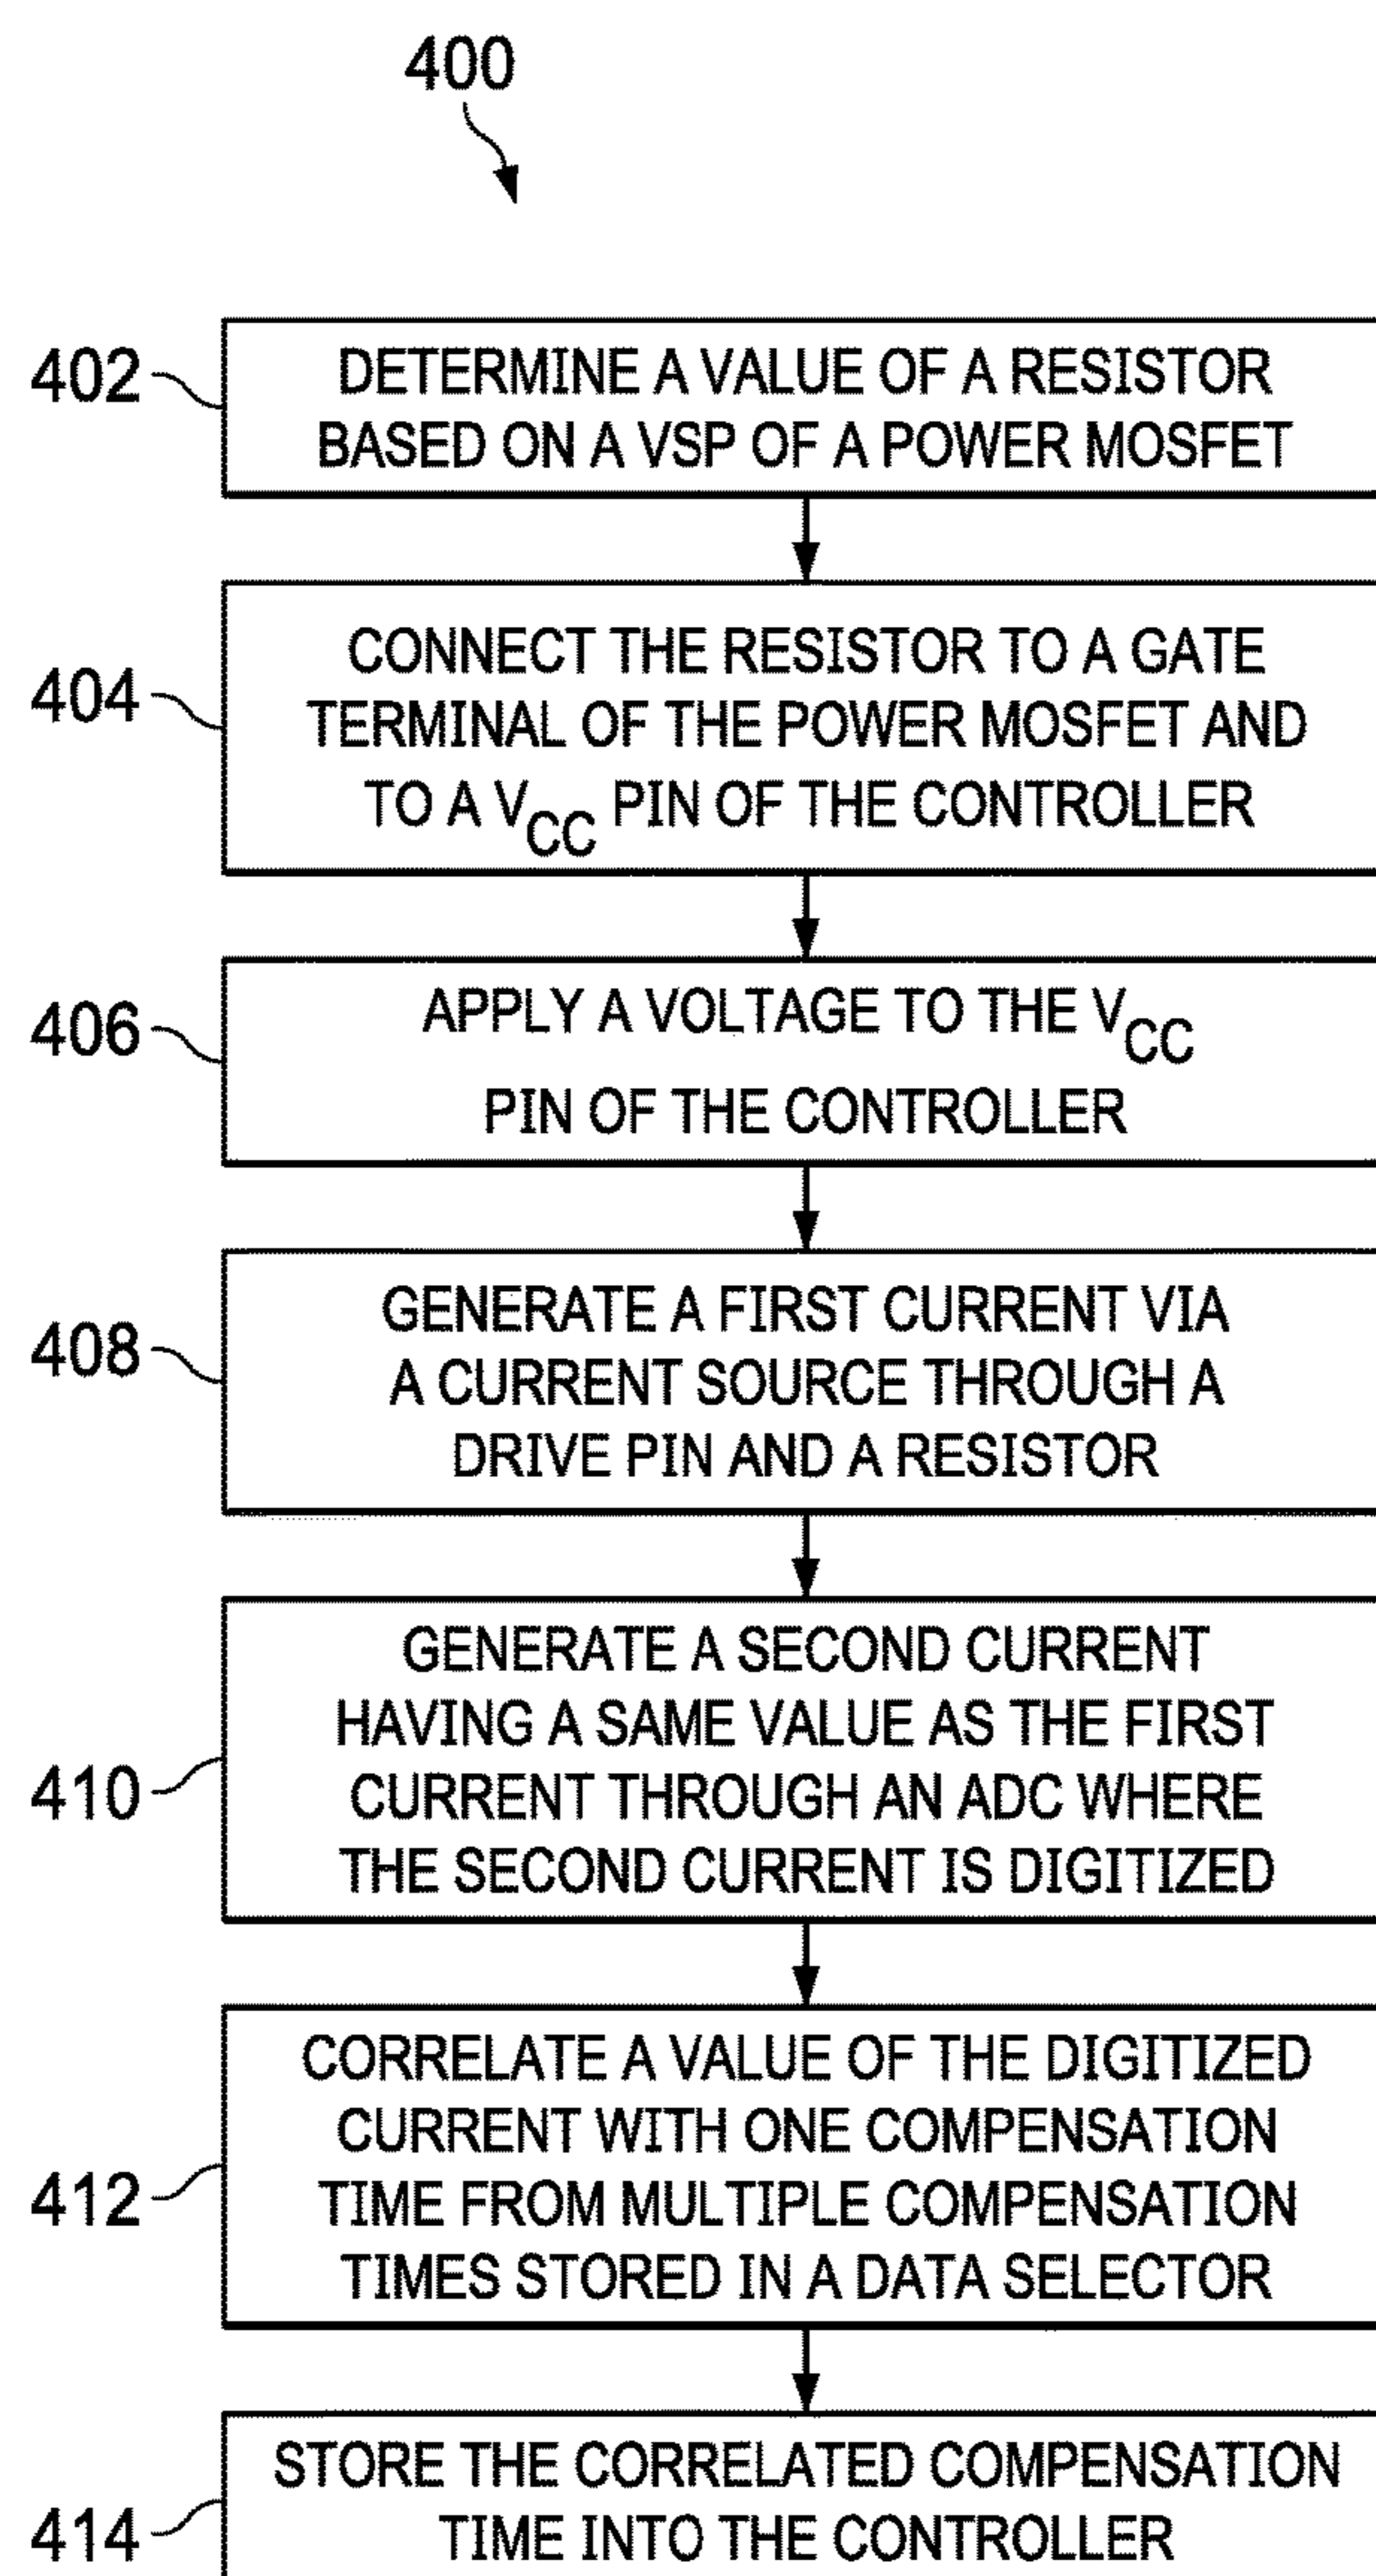 400
402
DETERMINE A VALUE OF A RESISTOR
BASED ON A VSP OF A POWER MOSFET
404
CONNECT THE RESISTOR TO A GATE
TERMINAL OF THE POWER MOSFET AND
TO A VCC PIN OF THE CONTROLLER
406
APPLY A VOLTAGE TO THE VCC
PIN OF THE CONTROLLER
408
GENERATE A FIRST CURRENT VIA
A CURRENT SOURCE THROUGH A
DRIVE PIN AND A RESISTOR
410
GENERATE A SECOND CURRENT
HAVING A SAME VALUE AS THE FIRST
CURRENT THROUGH AN ADC WHERE
THE SECOND CURRENT IS DIGITIZED
412
CORRELATE A VALUE OF THE DIGITIZED
CURRENT WITH ONE COMPENSATION
TIME FROM MULTIPLE COMPENSATION
TIMES STORED IN A DATA SELECTOR
414
STORE THE CORRELATED COMPENSATION
TIME INTO THE CONTROLLER